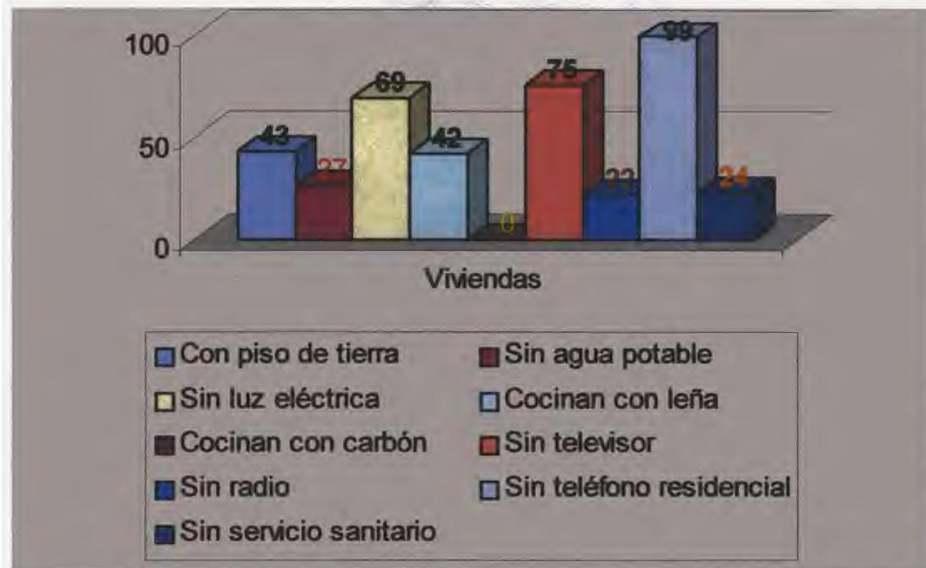 100
50
0
43
27
69
42
0
75
22
99
24
Viviendas
Con piso de tierra
Sin agua potable
Sin luz eléctrica
Cocinan con leña
Cocinan con carbón
Sin televisor
Sin radio
Sin teléfono residencial
Sin servicio sanitario